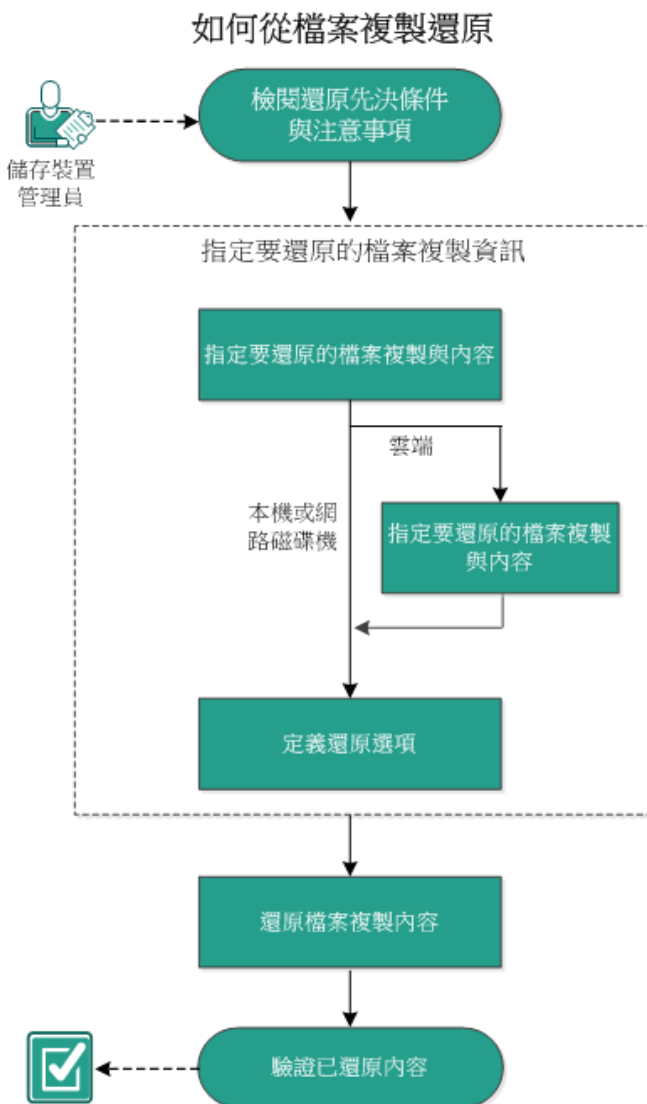 如何從檔案複製還原
檢閱還原先決條件
與注意事項
儲存裝置
管理員
指定要還原的檔案複製資訊
指定要還原的檔案複製與內容
雲端
本機或網
路磁碟機
指定要還原的檔案複製
與內容
定義還原選項
還原檔案複製內容
驗證已還原內容